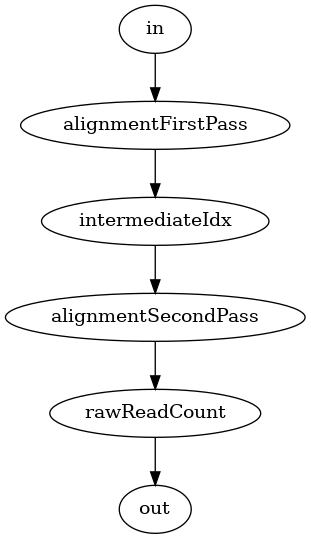 in
alignmentFirstPass
intermediateIdx
alignmentSecondPass
rawReadCount
out